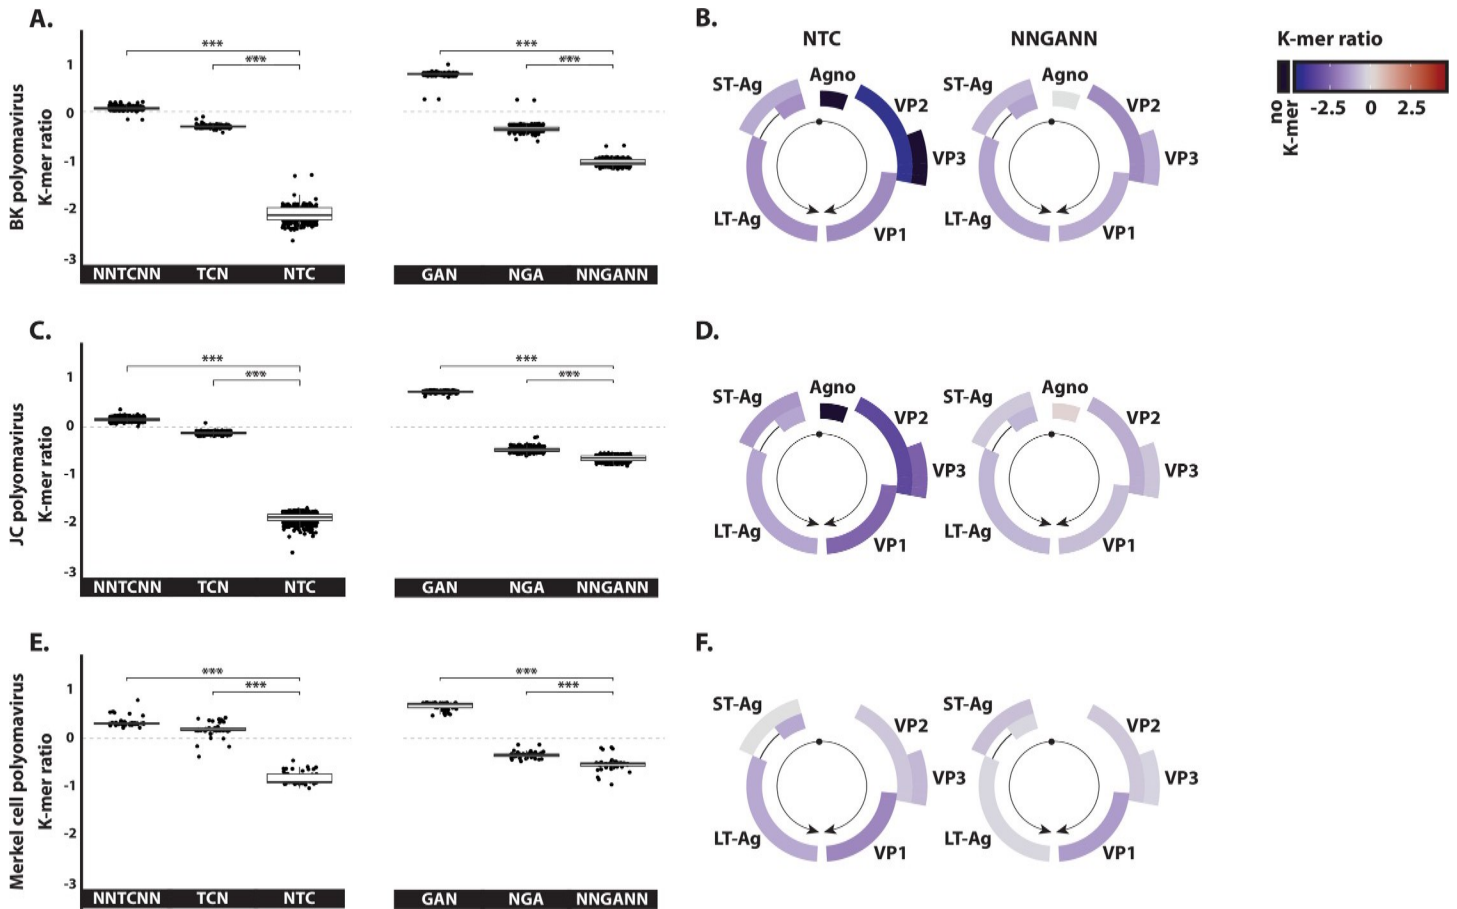 A.
BK polyomavirus
K-mer ratio
1
0
-1
-2
-3
***
***
***
***
NNTCNN TCN NTC
GAN NGA NNGANN
B.
NTC NNGANN
ST-Ag Agno VP2 VP3 VP1 LT-Ag
ST-Ag Agno VP2 VP3 VP1 LT-Ag
K-mer ratio
no
K-mer
-2.5 0 2.5
C.
JC polyomavirus
K-mer ratio
1
0
-1
-2
-3
***
***
***
***
NNTCNN TCN NTC
GAN NGA NNGANN
D.
ST-Ag Agno VP2 VP3 VP1 LT-Ag
ST-Ag Agno VP2 VP3 VP1 LT-Ag
E.
Merkel cell polyomavirus
K-mer ratio
1
0
-1
-2
-3
***
***
***
***
NNTCNN TCN NTC
GAN NGA NNGANN
F.
ST-Ag VP2 VP3 VP1 LT-Ag
ST-Ag VP2 VP3 VP1 LT-Ag